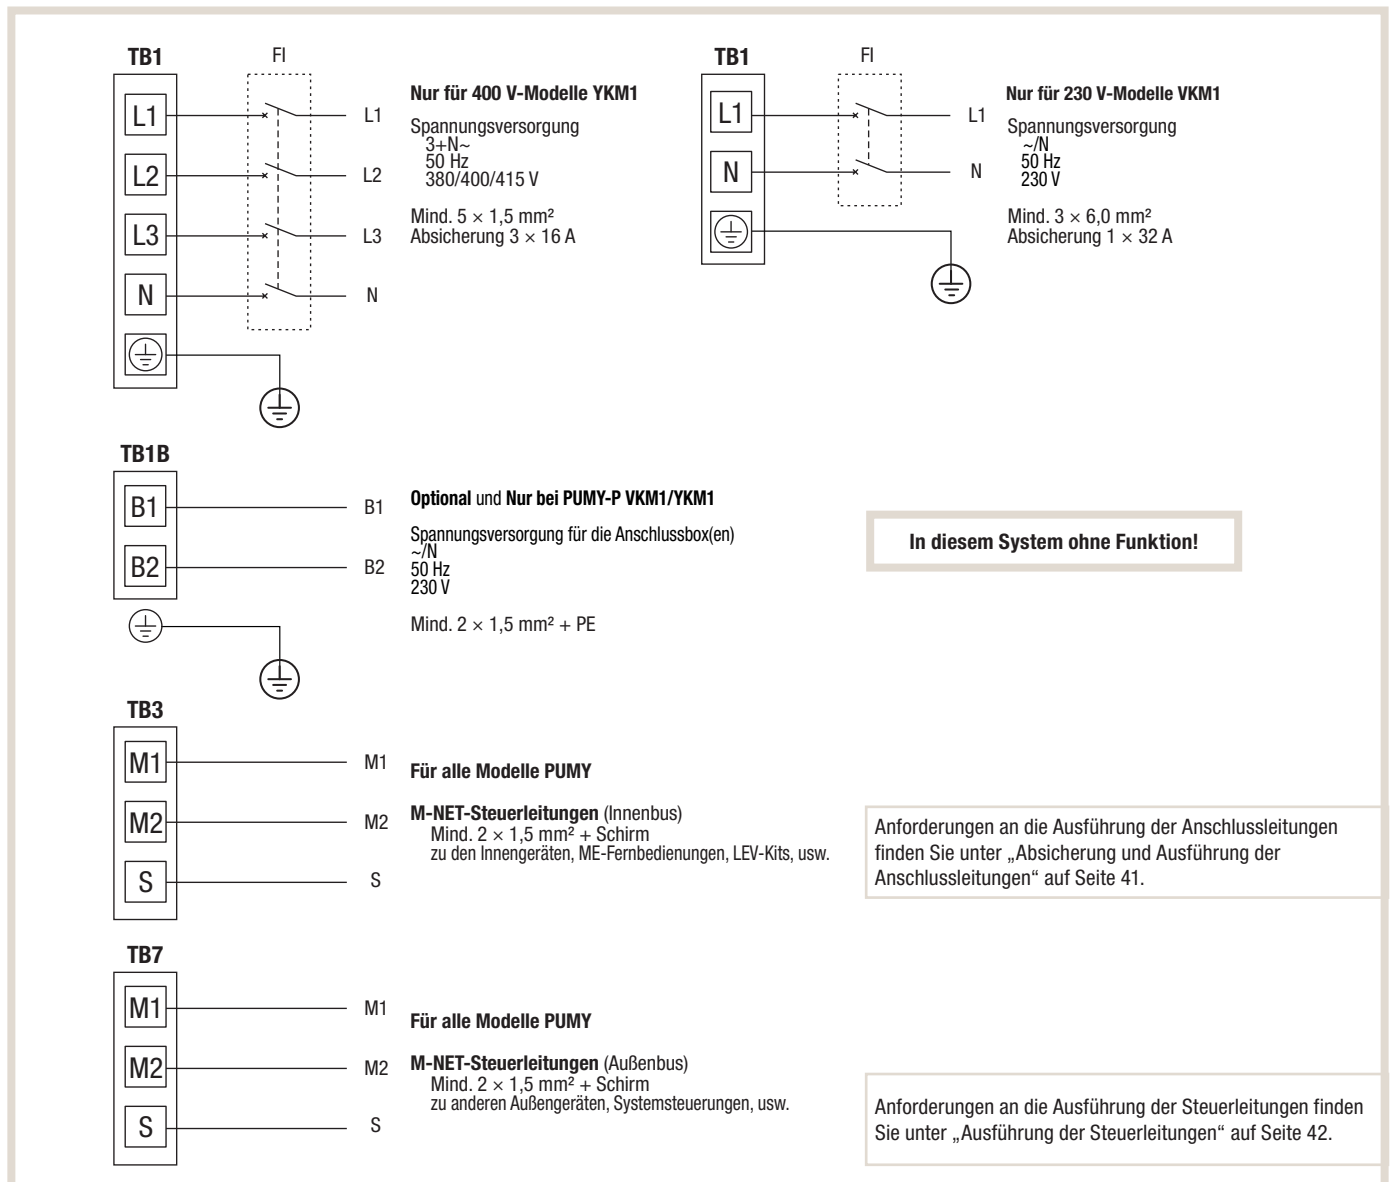 TB1
FI
L1
L1
L2
L2
L3
L3
N
N
Nur für 400 V-Modelle YKM1
Spannungsversorgung
3+N~
50 Hz
380/400/415 V
Mind. 5 × 1,5 mm²
Absicherung 3 × 16 A
TB1
FI
L1
L1
N
N
Nur für 230 V-Modelle VKM1
Spannungsversorgung
~/N
50 Hz
230 V
Mind. 3 × 6,0 mm²
Absicherung 1 × 32 A
TB1B
B1
B1
B2
B2
Optional und Nur bei PUMY-P VKM1/YKM1
Spannungsversorgung für die Anschlussbox(en)
~/N
50 Hz
230 V
Mind. 2 × 1,5 mm² + PE
In diesem System ohne Funktion!
TB3
M1
M1
M2
M2
S
S
Für alle Modelle PUMY
M-NET-Steuerleitungen (Innenbus)
Mind. 2 × 1,5 mm² + Schirm
zu den Innengeräten, ME-Fernbedienungen, LEV-Kits, usw.
Anforderungen an die Ausführung der Anschlussleitungen
finden Sie unter „Absicherung und Ausführung der
Anschlussleitungen“ auf Seite 41.
TB7
M1
M1
M2
M2
S
S
Für alle Modelle PUMY
M-NET-Steuerleitungen (Außenbus)
Mind. 2 × 1,5 mm² + Schirm
zu anderen Außengeräten, Systemsteuerungen, usw.
Anforderungen an die Ausführung der Steuerleitungen finden
Sie unter „Ausführung der Steuerleitungen“ auf Seite 42.